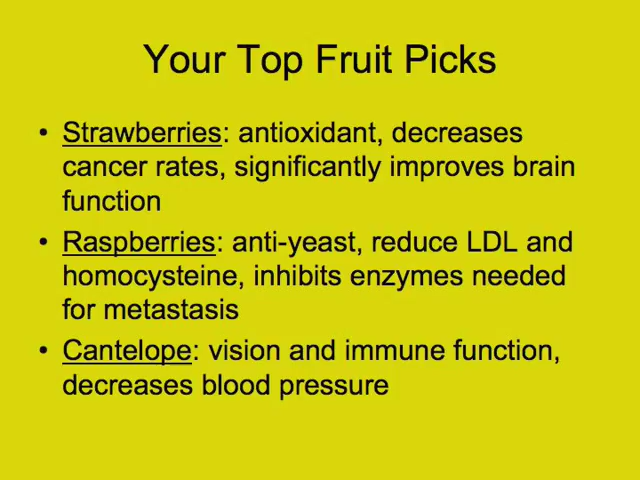 Your Top Fruit Picks
• Strawberries: antioxidant, decreases
cancer rates, significantly improves brain
function
• Raspberries: anti-yeast, reduce LDL and
homocysteine, inhibits enzymes needed
for metastasis
• Cantelope: vision and immune function,
decreases blood pressure